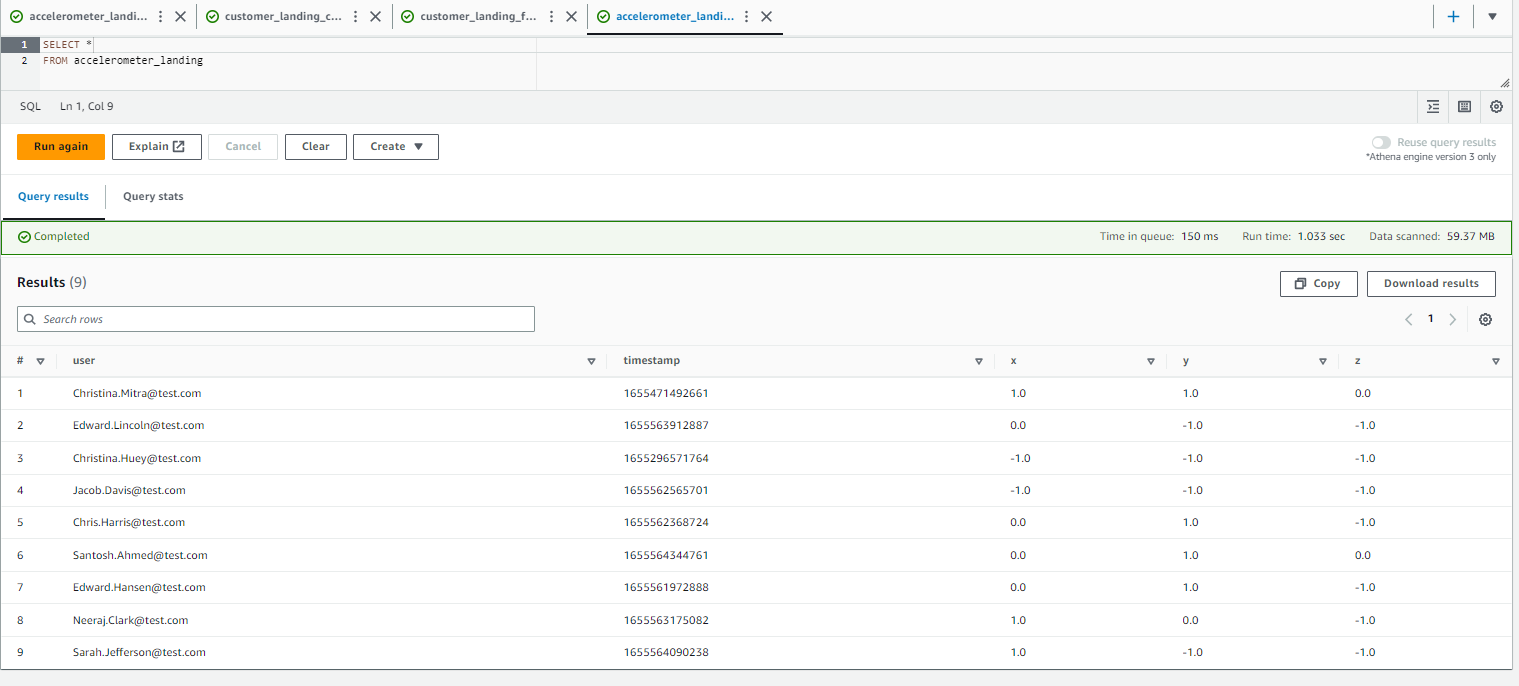 accelerometer_landi... customer_landing_c... customer_landing_f... accelerometer_landi...
1 SELECT *
2 FROM accelerometer_landing
SQL Ln 1, Col 9
Run again Explain Cancel Clear Create Reuse query results
*Athena engine version 3 only
Query results Query stats
Completed Time in queue: 150 ms Run time: 1.033 sec Data scanned: 59.37 MB
Results (9) Copy Download results
Search rows 1
# user timestamp x y z
1 Christina.Mitra@test.com 1655471492661 1.0 1.0 0.0
2 Edward.Lincoln@test.com 1655563912887 0.0 -1.0 -1.0
3 Christina.Huey@test.com 1655296571764 -1.0 -1.0 -1.0
4 Jacob.Davis@test.com 1655562565701 -1.0 -1.0 -1.0
5 Chris.Harris@test.com 1655562368724 0.0 1.0 -1.0
6 Santosh.Ahmed@test.com 1655564344761 0.0 1.0 0.0
7 Edward.Hansen@test.com 1655561972888 0.0 1.0 -1.0
8 Neeraj.Clark@test.com 1655563175082 1.0 0.0 -1.0
9 Sarah.Jefferson@test.com 1655564090238 1.0 -1.0 -1.0